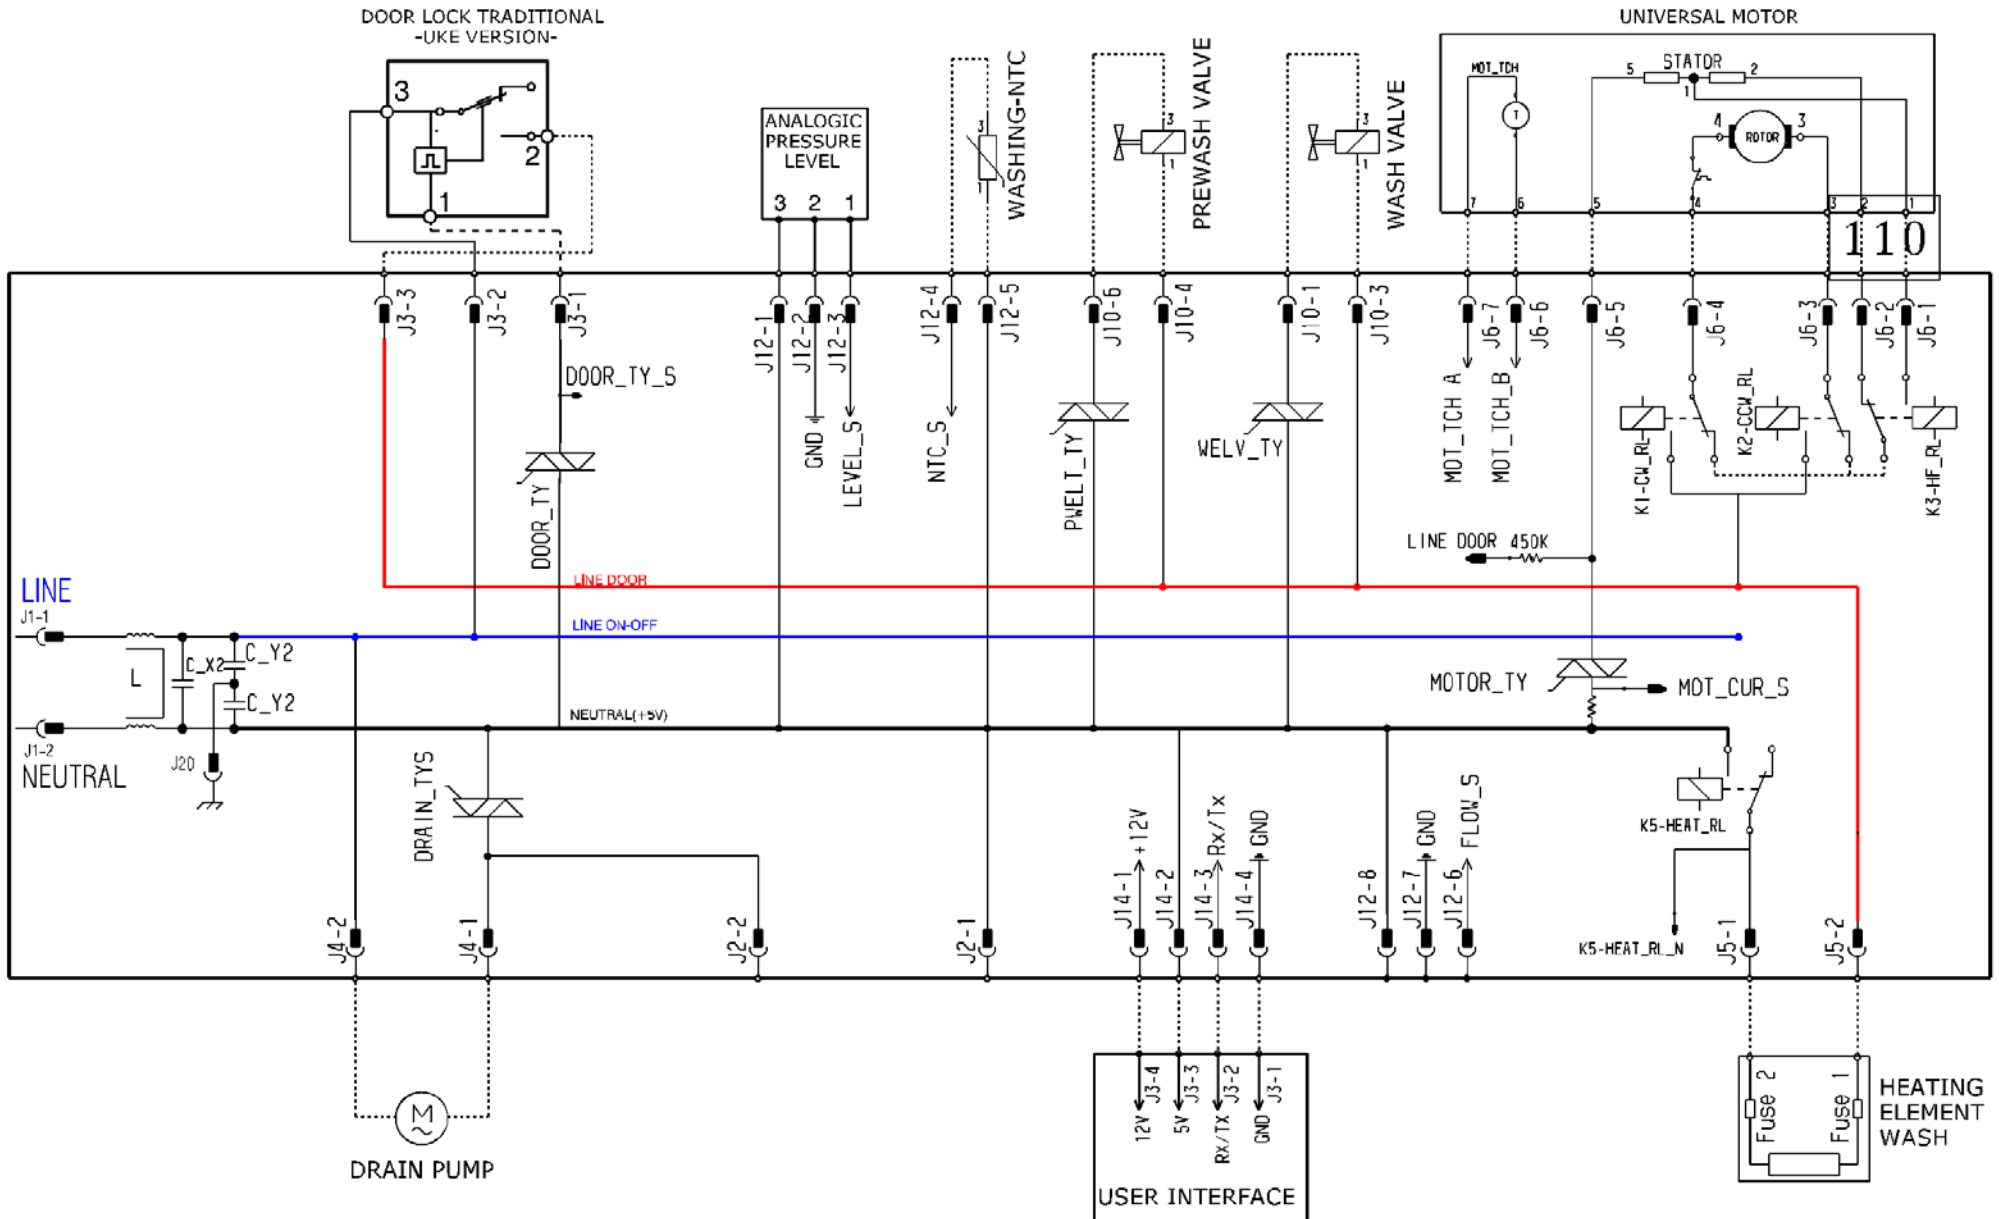 DOOR LOCK TRADITIONAL
-UKE VERSION-
3
2
1
ANALOGIC
PRESSURE
LEVEL
3 2 1
WASHING-NTC
3
1
PREWASH VALVE
3
1
WASH VALVE
3
1
UNIVERSAL MOTOR
MOT_TCH
T
STATOR
5
1
2
4
ROTOR
3
7 6 5 4 3 2 1
110
J3-3
J3-2
J3-1
J12-1
J12-2
J12-3
J12-4
J12-5
J10-6
J10-4
J10-1
J10-3
J6-7
J6-6
J6-5
J6-4
J6-3
J6-2
J6-1
DOOR_TY_S
DOOR_TY
GND
LEVEL_S
NTC_S
PWELT_TY
WELV_TY
MOT_TCH A
MOT_TCH_B
K1-CW_RL
K2-CCW_RL
K3-HF_RL
LINE DOOR 450K
LINE DOOR
LINE
J1-1
LINE ON-OFF
L
C_X2
C_Y2
C_Y2
NEUTRAL(+5V)
J1-2
NEUTRAL
J20
MOTOR_TY
MOT_CUR_S
DRAIN_TYS
K5-HEAT_RL
K5-HEAT_RL_N
+12V
Rx/Tx
GND
GND
FLOW_S
J4-2
J4-1
J2-2
J2-1
J14-1
J14-2
J14-3
J14-4
J12-8
J12-7
J12-6
J5-1
J5-2
M
~
DRAIN PUMP
J3-4
J3-3
J3-2
J3-1
12V
5V
RX/TX
GND
USER INTERFACE
Fuse 2
Fuse 1
HEATING
ELEMENT
WASH